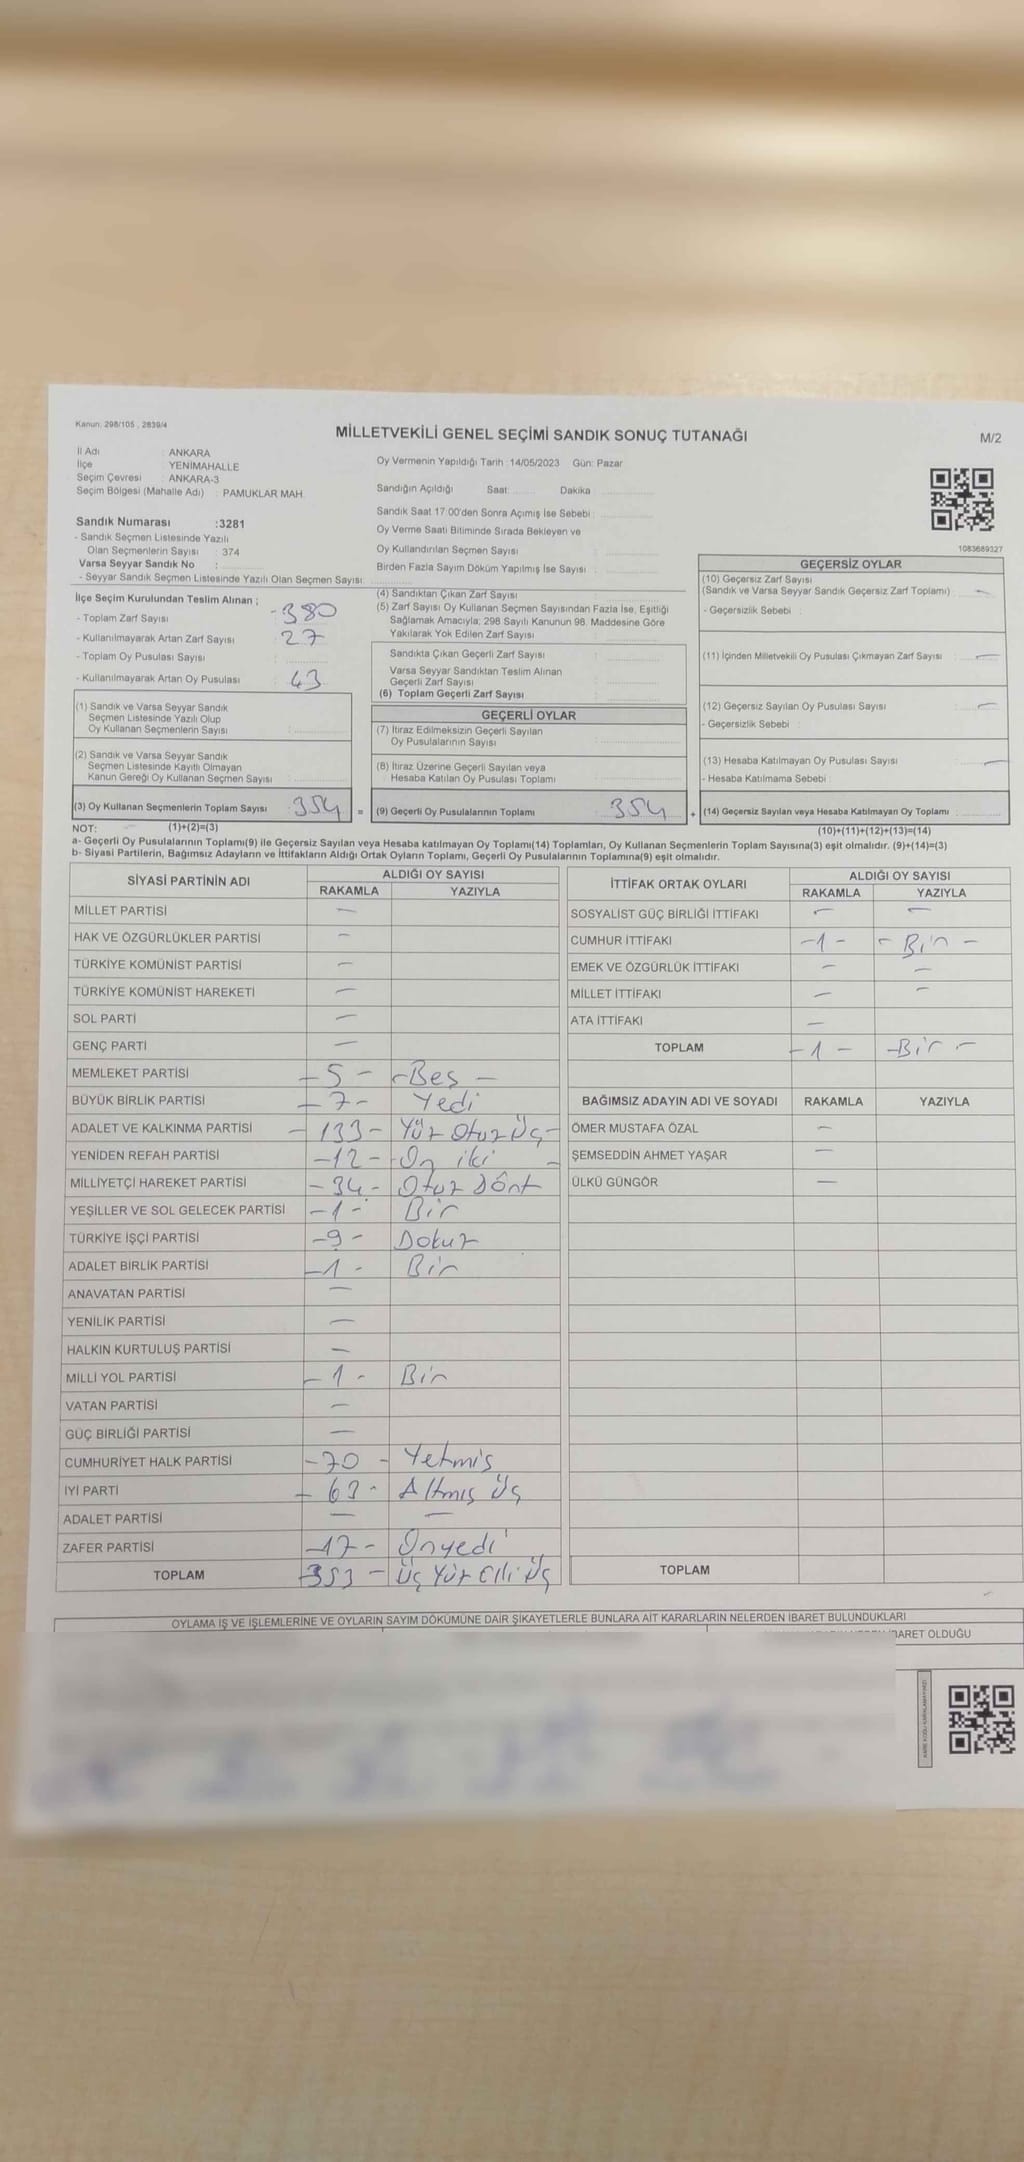 Kanun: 298/105 , 2839/4
MİLLETVEKİLİ GENEL SEÇİMİ SANDIK SONUÇ TUTANAĞI
M/2
İl Adı : ANKARA
İlçe : YENİMAHALLE
Seçim Çevresi : ANKARA-3
Seçim Bölgesi (Mahalle Adı) : PAMUKLAR MAH.
Sandık Numarası :3281
- Sandık Seçmen Listesinde Yazılı
Olan Seçmenlerin Sayısı : 374
Varsa Seyyar Sandık No :
- Seyyar Sandık Seçmen Listesinde Yazılı Olan Seçmen Sayısı:
Oy Vermenin Yapıldığı Tarih :14/05/2023 Gün: Pazar
Sandığın Açıldığı Saat: Dakika :
Sandık Saat 17:00'den Sonra Açımış İse Sebebi :
Oy Verme Saati Bitiminde Sırada Bekleyen ve
Oy Kullandırılan Seçmen Sayısı :
Birden Fazla Sayım Döküm Yapılmış İse Sayısı :
1083689327
İlçe Seçim Kurulundan Teslim Alınan ;
- Toplam Zarf Sayısı : -380
- Kullanılmayarak Artan Zarf Sayısı : 27
- Toplam Oy Pusulası Sayısı :
- Kullanılmayarak Artan Oy Pusulası : 43
(1) Sandık ve Varsa Seyyar Sandık
Seçmen Listesinde Yazılı Olup
Oy Kullanan Seçmenlerin Sayısı :
(2) Sandık ve Varsa Seyyar Sandık
Seçmen Listesinde Kayıtlı Olmayan
Kanun Gereği Oy Kullanan Seçmen Sayısı :
(3) Oy Kullanan Seçmenlerin Toplam Sayısı : 354
(4) Sandıktan Çıkan Zarf Sayısı :
(5) Zarf Sayısı Oy Kullanan Seçmen Sayısından Fazla İse, Eşitliği
Sağlamak Amacıyla; 298 Sayılı Kanunun 98. Maddesine Göre
Yakılarak Yok Edilen Zarf Sayısı :
Sandıkta Çıkan Geçerli Zarf Sayısı :
Varsa Seyyar Sandıktan Teslim Alınan
Geçerli Zarf Sayısı :
(6) Toplam Geçerli Zarf Sayısı :
GEÇERLİ OYLAR
(7) İtiraz Edilmeksizin Geçerli Sayılan
Oy Pusulalarının Sayısı :
(8) İtiraz Üzerine Geçerli Sayılan veya
Hesaba Katılan Oy Pusulası Toplamı :
= (9) Geçerli Oy Pusulalarının Toplamı : 354
GEÇERSİZ OYLAR
(10) Geçersiz Zarf Sayısı
(Sandık ve Varsa Seyyar Sandık Geçersiz Zarf Toplamı) : -
- Geçersizlik Sebebi :
(11) İçinden Milletvekili Oy Pusulası Çıkmayan Zarf Sayısı : -
(12) Geçersiz Sayılan Oy Pusulası Sayısı : -
- Geçersizlik Sebebi :
(13) Hesaba Katılmayan Oy Pusulası Sayısı : -
- Hesaba Katılmama Sebebi :
+ (14) Geçersiz Sayılan veya Hesaba Katılmayan Oy Toplamı :
NOT: (1)+(2)=(3)
(10)+(11)+(12)+(13)=(14)
a- Geçerli Oy Pusulalarının Toplamı(9) ile Geçersiz Sayılan veya Hesaba katılmayan Oy Toplamı(14) Toplamları, Oy Kullanan Seçmenlerin Toplam Sayısına(3) eşit olmalıdır. (9)+(14)=(3)
b- Siyasi Partilerin, Bağımsız Adayların ve İttifakların Aldığı Ortak Oyların Toplamı, Geçerli Oy Pusulalarının Toplamına(9) eşit olmalıdır.
SİYASİ PARTİNİN ADI ALDIĞI OY SAYISI
RAKAMLA YAZIYLA
MİLLET PARTİSİ -
HAK VE ÖZGÜRLÜKLER PARTİSİ -
TÜRKİYE KOMÜNİST PARTİSİ -
TÜRKİYE KOMÜNİST HAREKETİ -
SOL PARTİ -
GENÇ PARTİ -
MEMLEKET PARTİSİ -5- -Beş-
BÜYÜK BİRLİK PARTİSİ -7- Yedi
ADALET VE KALKINMA PARTİSİ -133- Yüz Otuz Üç-
YENİDEN REFAH PARTİSİ -12- On iki -
MİLLİYETÇİ HAREKET PARTİSİ -34- Otuz Dört
YEŞİLLER VE SOL GELECEK PARTİSİ -1- Bir
TÜRKİYE İŞÇİ PARTİSİ -9- Dokuz
ADALET BİRLİK PARTİSİ -1- Bir
ANAVATAN PARTİSİ -
YENİLİK PARTİSİ -
HALKIN KURTULUŞ PARTİSİ -
MİLLİ YOL PARTİSİ -1- Bir
VATAN PARTİSİ -
GÜÇ BİRLİĞİ PARTİSİ -
CUMHURİYET HALK PARTİSİ -70- Yetmiş
İYİ PARTİ -63- Altmış Üç
ADALET PARTİSİ - -
ZAFER PARTİSİ -17- Onyedi
TOPLAM -353- Üç Yüz Elli Üç
İTTİFAK ORTAK OYLARI ALDIĞI OY SAYISI
RAKAMLA YAZIYLA
SOSYALİST GÜÇ BİRLİĞİ İTTİFAKI - -
CUMHUR İTTİFAKI -1- -Bir-
EMEK VE ÖZGÜRLÜK İTTİFAKI - -
MİLLET İTTİFAKI - -
ATA İTTİFAKI -
TOPLAM -1- -Bir-
BAĞIMSIZ ADAYIN ADI VE SOYADI RAKAMLA YAZIYLA
ÖMER MUSTAFA ÖZAL -
ŞEMSEDDİN AHMET YAŞAR -
ÜLKÜ GÜNGÖR -
TOPLAM
OYLAMA İŞ VE İŞLEMLERİNE VE OYLARIN SAYIM DÖKÜMÜNE DAİR ŞİKAYETLERLE BUNLARA AİT KARARLARIN NELERDEN İBARET BULUNDUKLARI
OLDUĞU